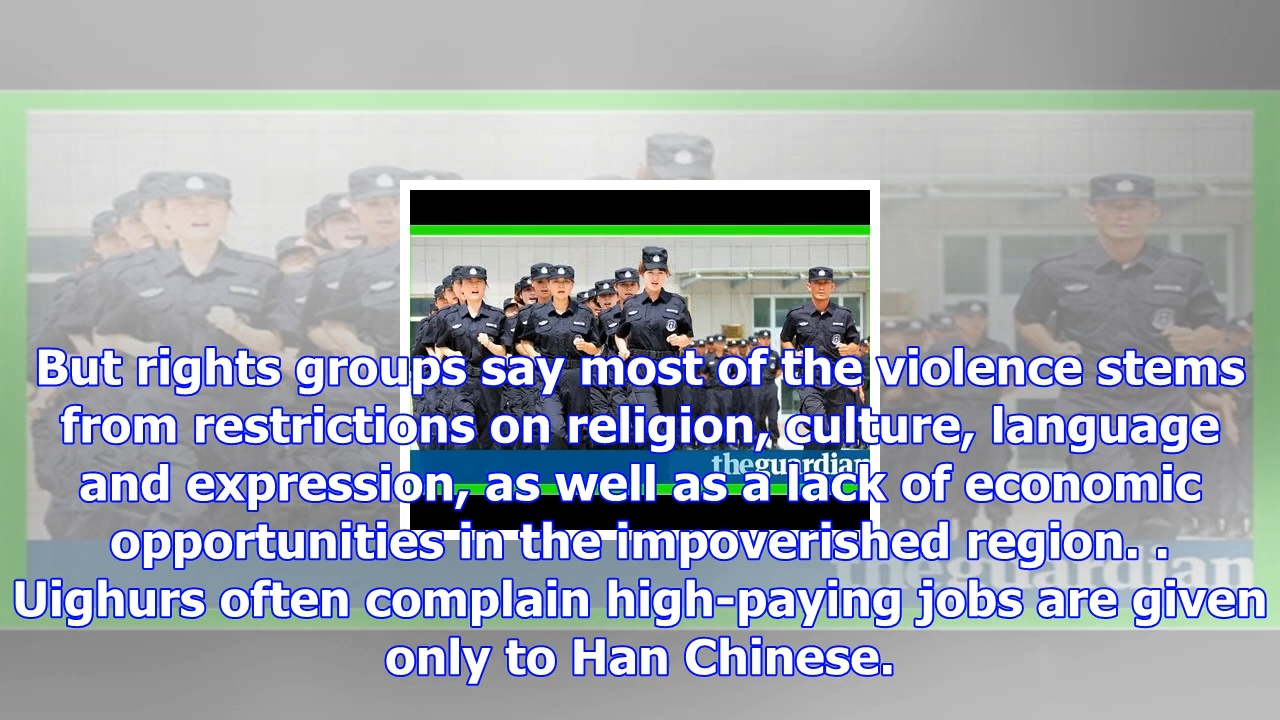 But rights groups say most of the violence stems
from restrictions on religion, culture, language
and expression, as well as a lack of economic
opportunities in the impoverished region. .
Uighurs often complain high-paying jobs are given
only to Han Chinese.
theguardian
theguardian